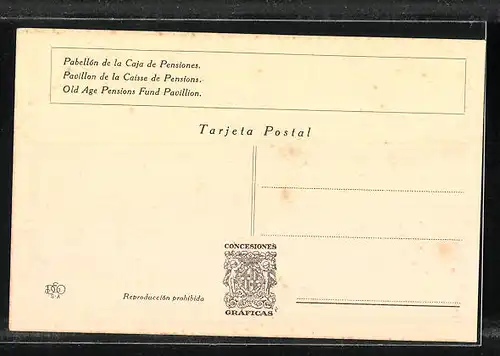 Pabellón de la Caja de Pensiones.
Pavillon de la Caisse de Pensions.
Old Age Pensions Fund Pavillion.
Tarjeta Postal
CONCESIONES
GRÁFICAS
Reproducción prohibida
S.A